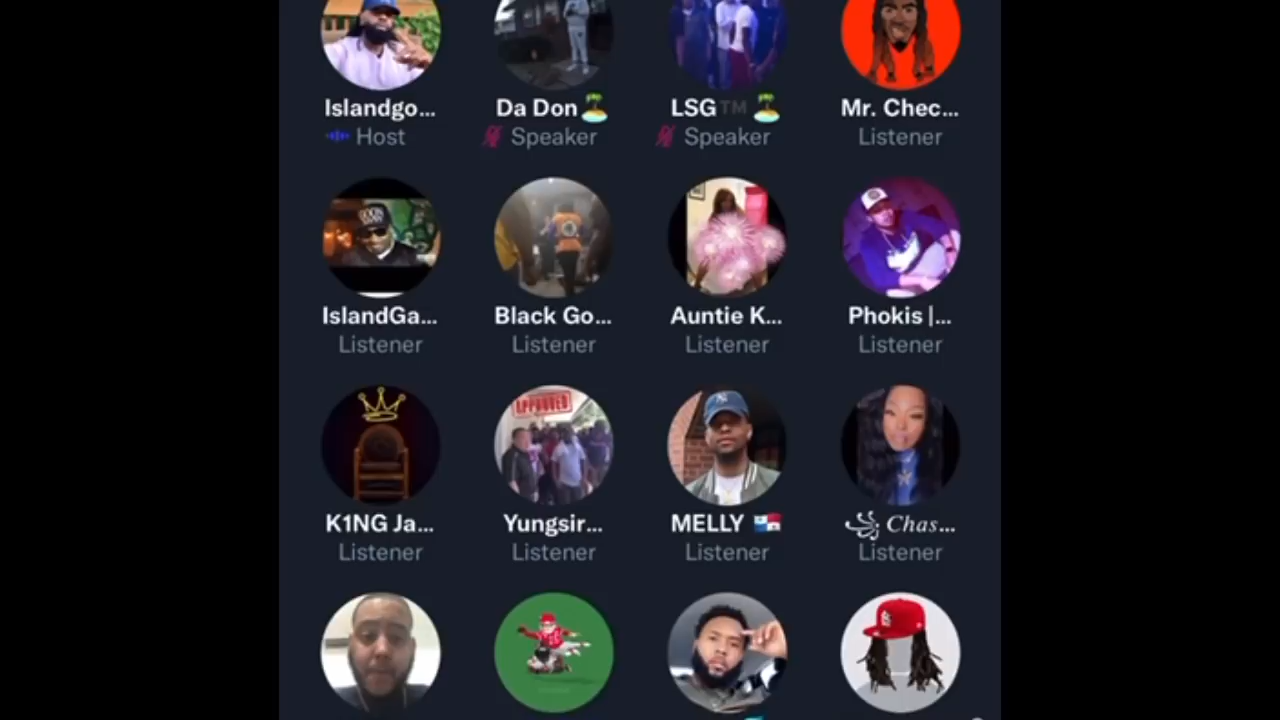 Islandgo... Da Don🏝️ LSG™️🏝️ Mr. Chec...
Host Speaker Speaker Listener
IslandGa... Black Go... Auntie K... Phokis |...
Listener Listener Listener Listener
APPROVED
K1NG Ja... Yungsir... MELLY 🇵🇦 ꧁ 𝐶ℎ𝑎𝑠...
Listener Listener Listener Listener